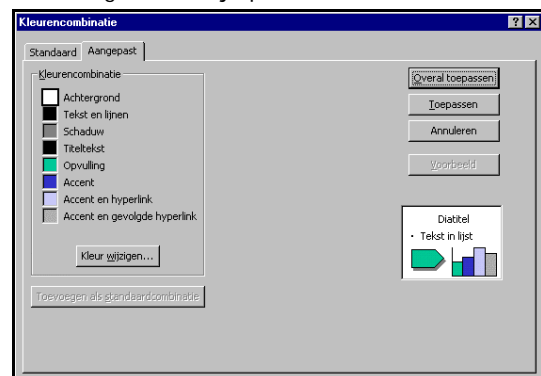 Kleurencombinatie
Standaard Aangepast
Kleurencombinatie
Achtergrond
Tekst en lijnen
Schaduw
Titeltekst
Opvulling
Accent
Accent en hyperlink
Accent en gevolgde hyperlink
Kleur wijzigen...
Toevoegen als standaardcombinatie
Overal toepassen
Toepassen
Annuleren
Voorbeeld
Diatitel
• Tekst in lijst